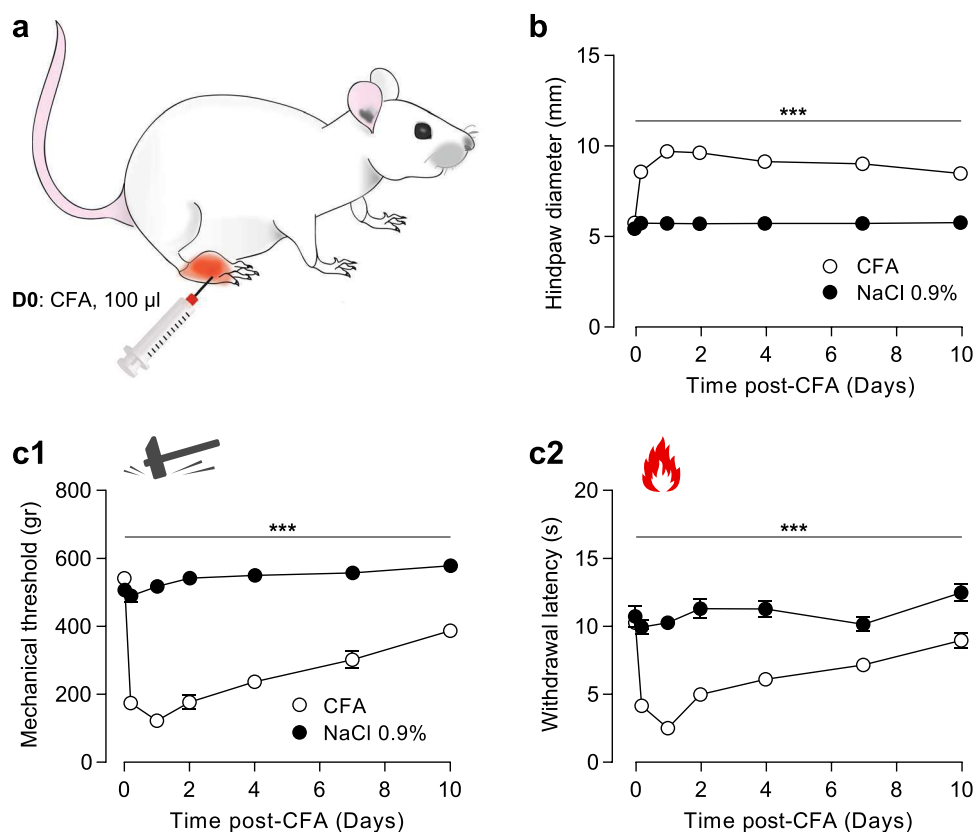 a
D0: CFA, 100 µl
b
Hindpaw diameter (mm)
15
10
5
0
***
CFA
NaCl 0.9%
0 2 4 6 8 10
Time post-CFA (Days)
c1
Mechanical threshold (gr)
800
600
400
200
0
***
CFA
NaCl 0.9%
0 2 4 6 8 10
Time post-CFA (Days)
c2
Withdrawal latency (s)
20
15
10
5
0
***
0 2 4 6 8 10
Time post-CFA (Days)